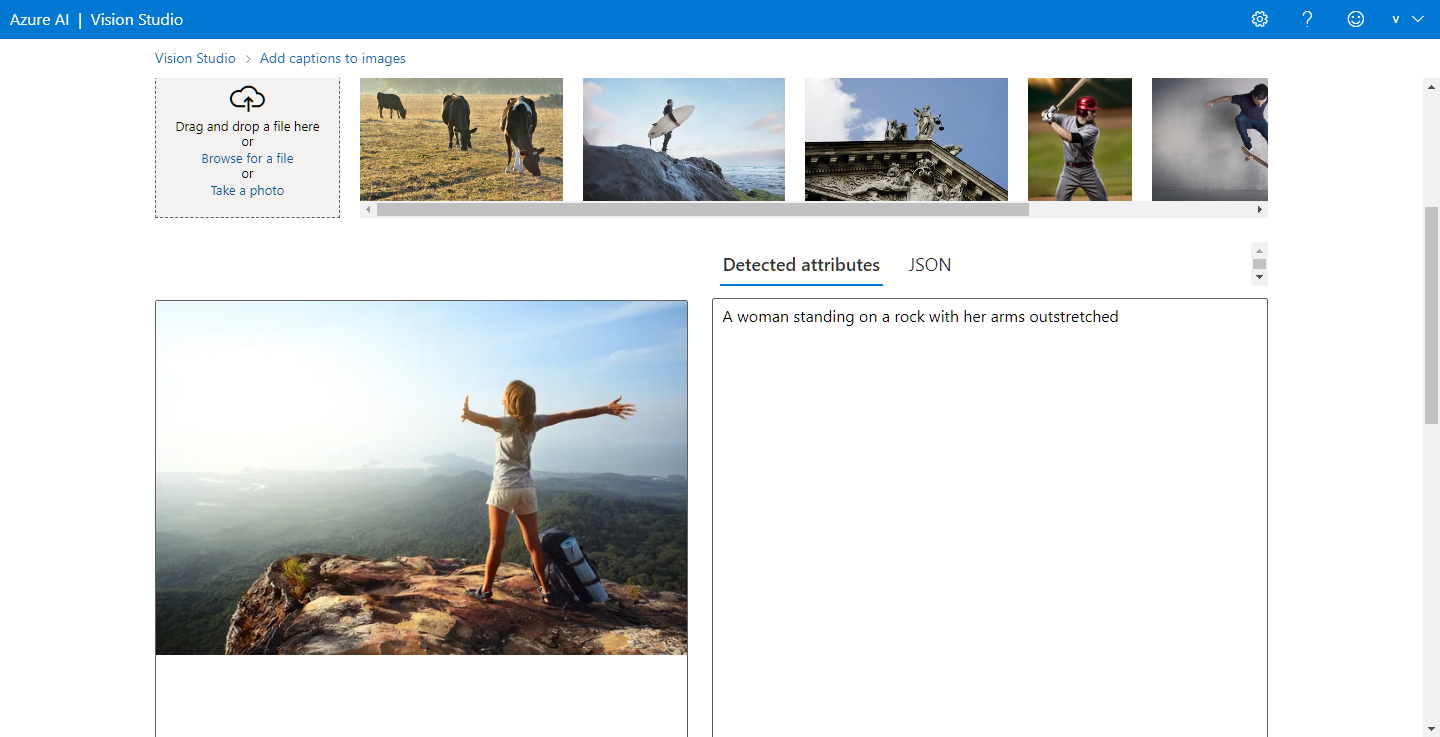 Azure AI | Vision Studio
v
Vision Studio > Add captions to images
Drag and drop a file here
or
Browse for a file
or
Take a photo
Detected attributes
JSON
A woman standing on a rock with her arms outstretched